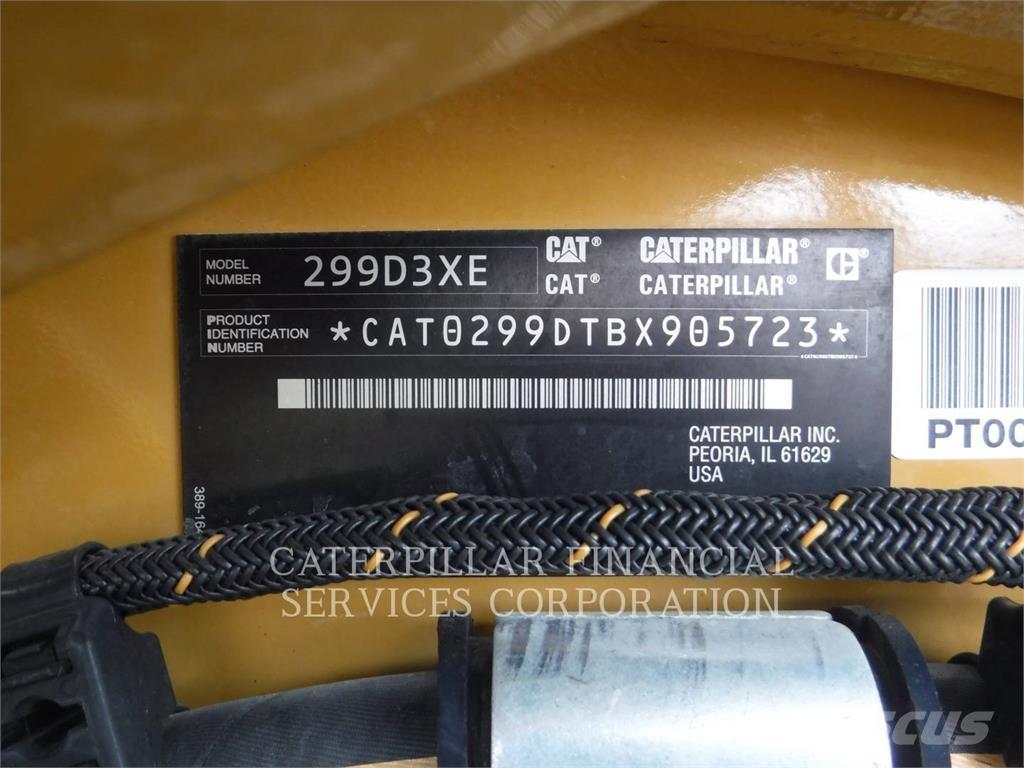 MODEL NUMBER 299D3XE
CAT® CATERPILLAR®
CAT® CATERPILLAR®
PRODUCT IDENTIFICATION NUMBER *CAT0299DTBX905723*
CATERPILLAR INC.
PEORIA, IL 61629
USA
CATERPILLAR FINANCIAL
SERVICES CORPORATION